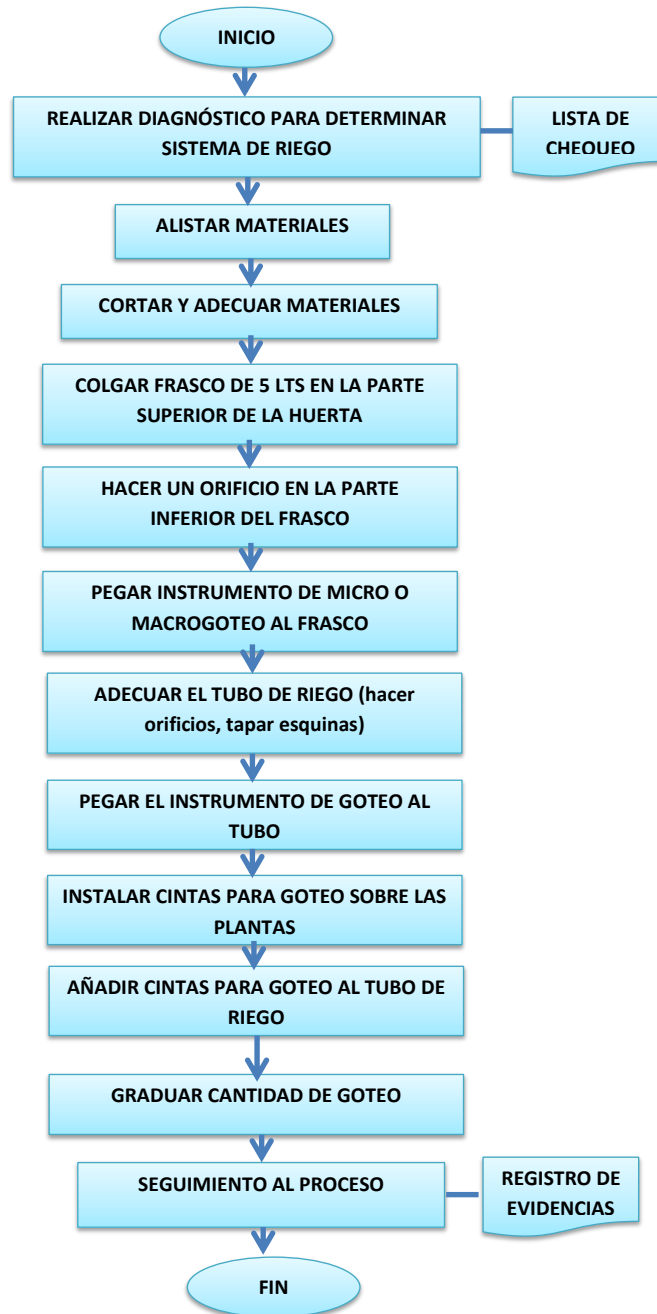 INICIO
REALIZAR DIAGNÓSTICO PARA DETERMINAR
SISTEMA DE RIEGO
LISTA DE
CHEQUEO
ALISTAR MATERIALES
CORTAR Y ADECUAR MATERIALES
COLGAR FRASCO DE 5 LTS EN LA PARTE
SUPERIOR DE LA HUERTA
HACER UN ORIFICIO EN LA PARTE
INFERIOR DEL FRASCO
PEGAR INSTRUMENTO DE MICRO O
MACROGOTEO AL FRASCO
ADECUAR EL TUBO DE RIEGO (hacer
orificios, tapar esquinas)
PEGAR EL INSTRUMENTO DE GOTEO AL
TUBO
INSTALAR CINTAS PARA GOTEO SOBRE LAS
PLANTAS
AÑADIR CINTAS PARA GOTEO AL TUBO DE
RIEGO
GRADUAR CANTIDAD DE GOTEO
SEGUIMIENTO AL PROCESO
REGISTRO DE
EVIDENCIAS
FIN